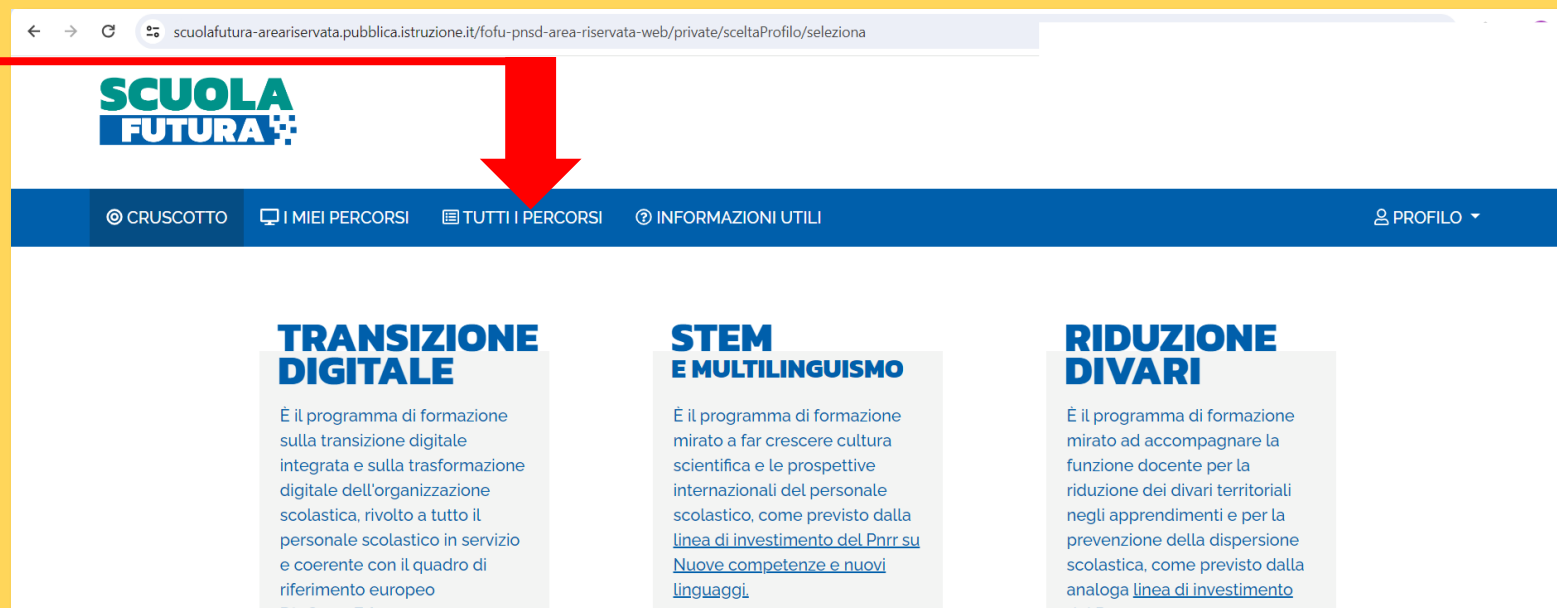 scuolafutura-areariservata.pubblica.istruzione.it/fofu-pnsd-area-riservata-web/private/sceltaProfilo/seleziona
SCUOLA
FUTURA
CRUSCOTTO I MIEI PERCORSI TUTTI I PERCORSI INFORMAZIONI UTILI PROFILO
TRANSIZIONE
DIGITALE
È il programma di formazione
sulla transizione digitale
integrata e sulla trasformazione
digitale dell'organizzazione
scolastica, rivolto a tutto il
personale scolastico in servizio
e coerente con il quadro di
riferimento europeo
STEM
E MULTILINGUISMO
È il programma di formazione
mirato a far crescere cultura
scientifica e le prospettive
internazionali del personale
scolastico, come previsto dalla
linea di investimento del Pnrr su
Nuove competenze e nuovi
linguaggi.
RIDUZIONE
DIVARI
È il programma di formazione
mirato ad accompagnare la
funzione docente per la
riduzione dei divari territoriali
negli apprendimenti e per la
prevenzione della dispersione
scolastica, come previsto dalla
analoga linea di investimento